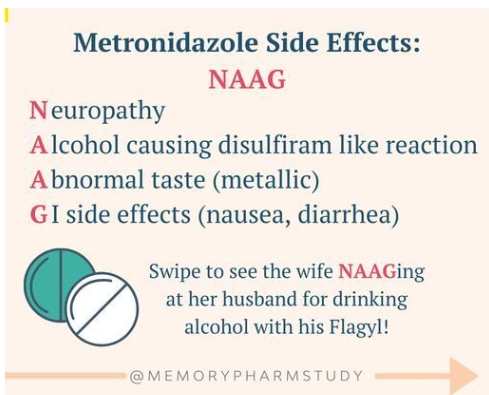 Metronidazole Side Effects:
NAAG
Neuropathy
Alcohol causing disulfiram like reaction
Abnormal taste (metallic)
GI side effects (nausea, diarrhea)
Swipe to see the wife NAAGing
at her husband for drinking
alcohol with his Flagyl!
@MEMORYPHARMSTUDY